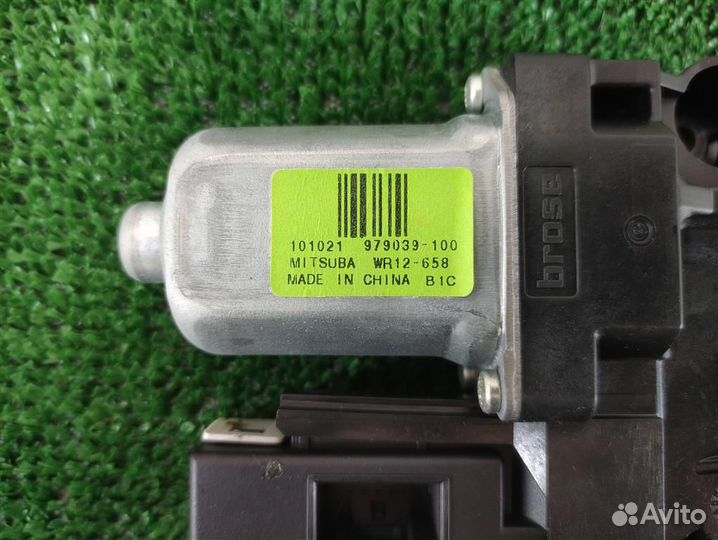 101021 979039-100
MITSUBA WR12-658
MADE IN CHINA B1C
brose
Avito